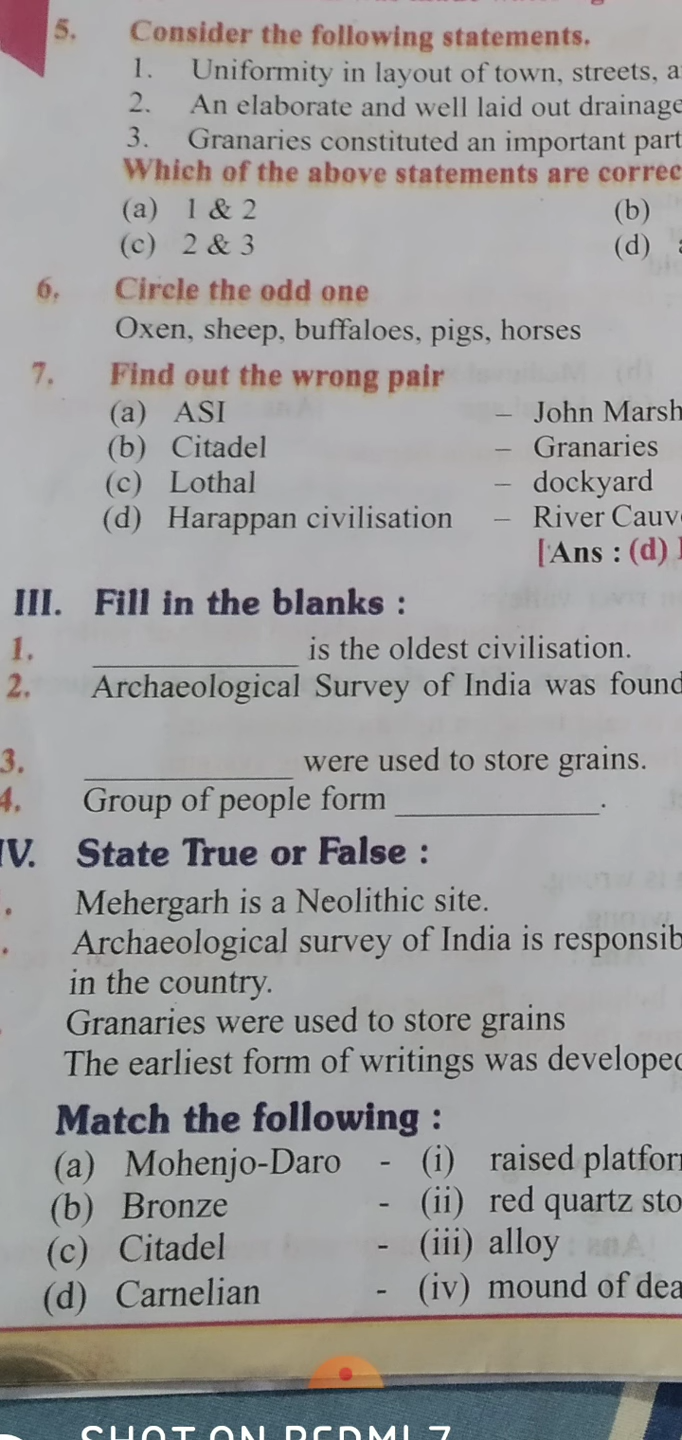 5. Consider the following statements.
1. Uniformity in layout of town, streets, a
2. An elaborate and well laid out drainage
3. Granaries constituted an important part
Which of the above statements are correc
(a) 1 & 2 (b)
(c) 2 & 3 (d)
6. Circle the odd one
Oxen, sheep, buffaloes, pigs, horses
7. Find out the wrong pair
(a) ASI – John Marsh
(b) Citadel – Granaries
(c) Lothal – dockyard
(d) Harappan civilisation – River Cauv
[Ans : (d)
III. Fill in the blanks :
1. ____________ is the oldest civilisation.
2. Archaeological Survey of India was found
3. ____________ were used to store grains.
4. Group of people form ____________.
IV. State True or False :
. Mehergarh is a Neolithic site.
. Archaeological survey of India is responsib
in the country.
Granaries were used to store grains
The earliest form of writings was develope
Match the following :
(a) Mohenjo-Daro - (i) raised platfor
(b) Bronze - (ii) red quartz sto
(c) Citadel - (iii) alloy
(d) Carnelian - (iv) mound of dea
SHOT ON REDMI 7